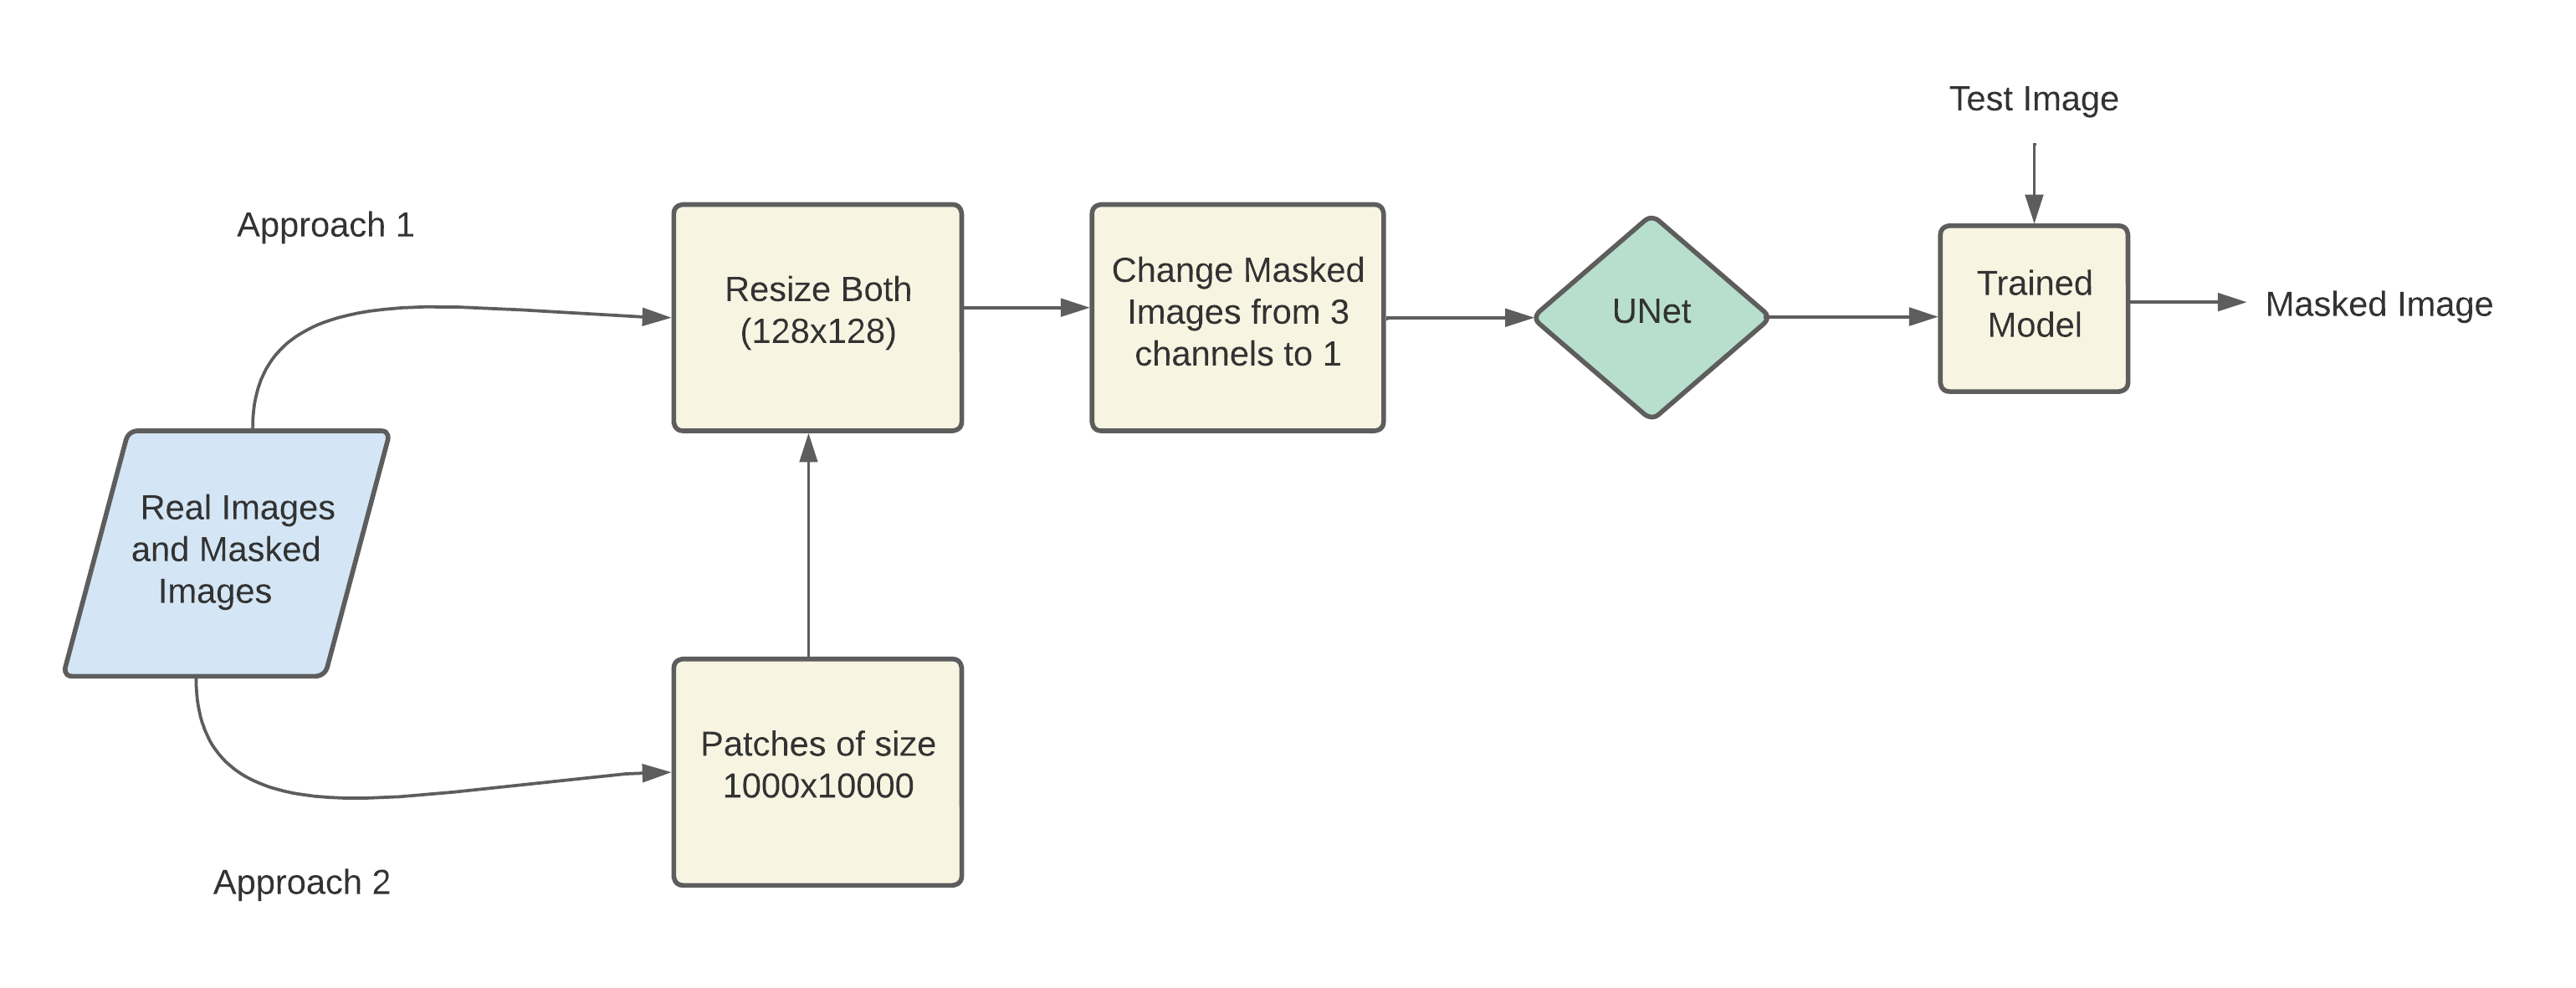 Test Image
Approach 1
Resize Both
(128x128)
Change Masked
Images from 3
channels to 1
UNet
Trained
Model
Masked Image
Real Images
and Masked
Images
Patches of size
1000x10000
Approach 2